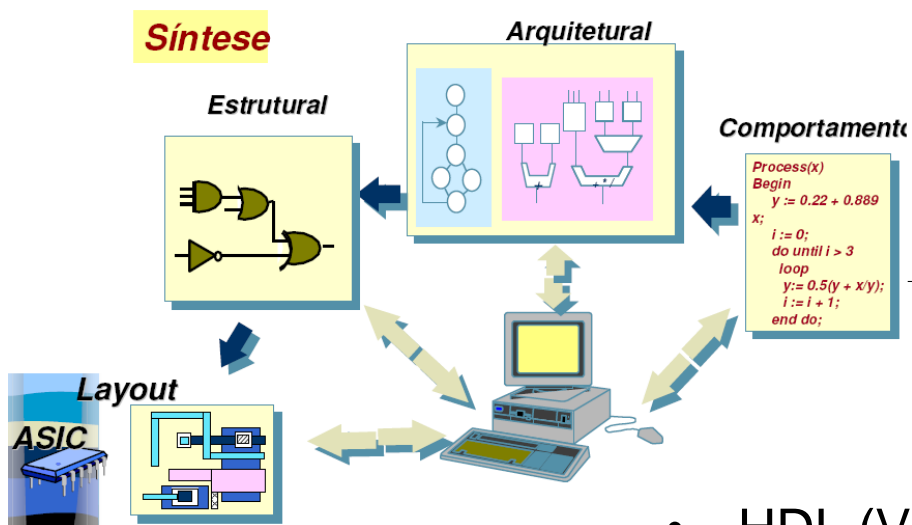 Síntese
Arquitetural
Estrutural
Comportamento
Process(x)
Begin
y := 0.22 + 0.889
x;
i := 0;
do until i > 3
loop
y:= 0.5(y + x/y);
i := i + 1;
end do;
+
+ * /
Layout
ASIC
• HDL (V